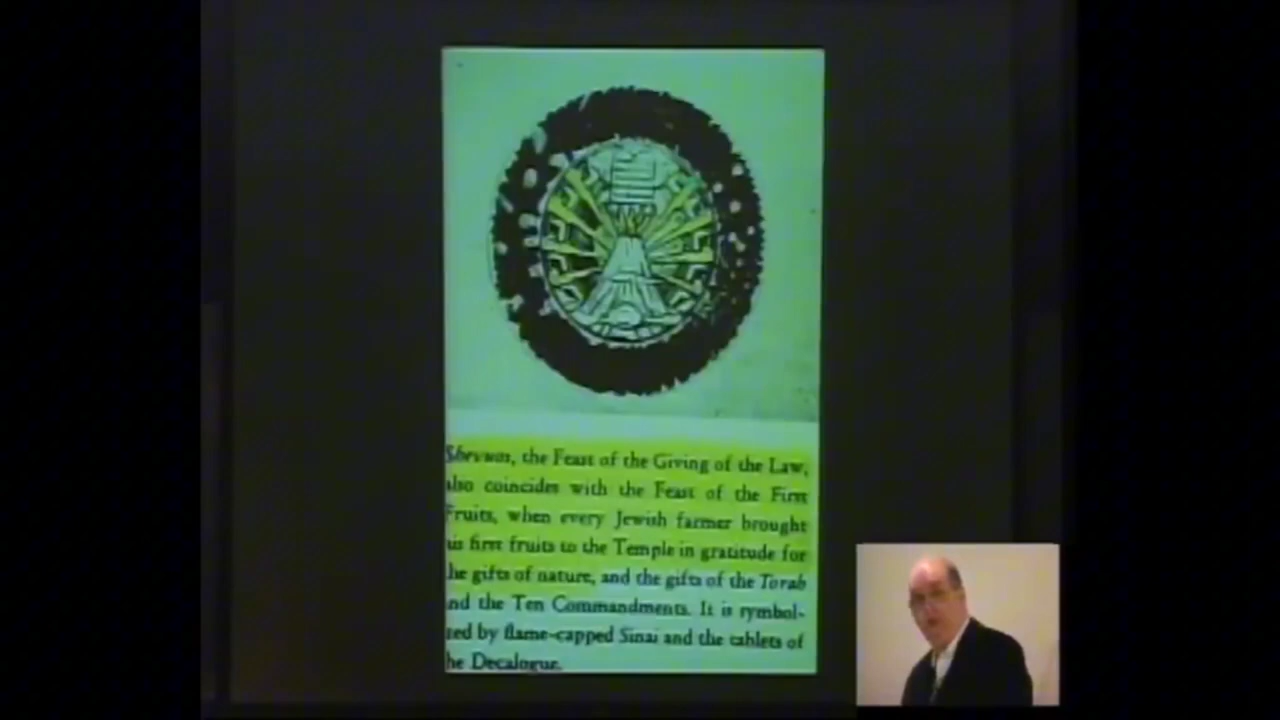 Shevuos, the Feast of the Giving of the Law,
also coincides with the Feast of the First
Fruits, when every Jewish farmer brought
his first fruits to the Temple in gratitude for
the gifts of nature, and the gifts of the Torah
and the Ten Commandments. It is symbol-
zed by flame-capped Sinai and the tablets of
he Decalogue.